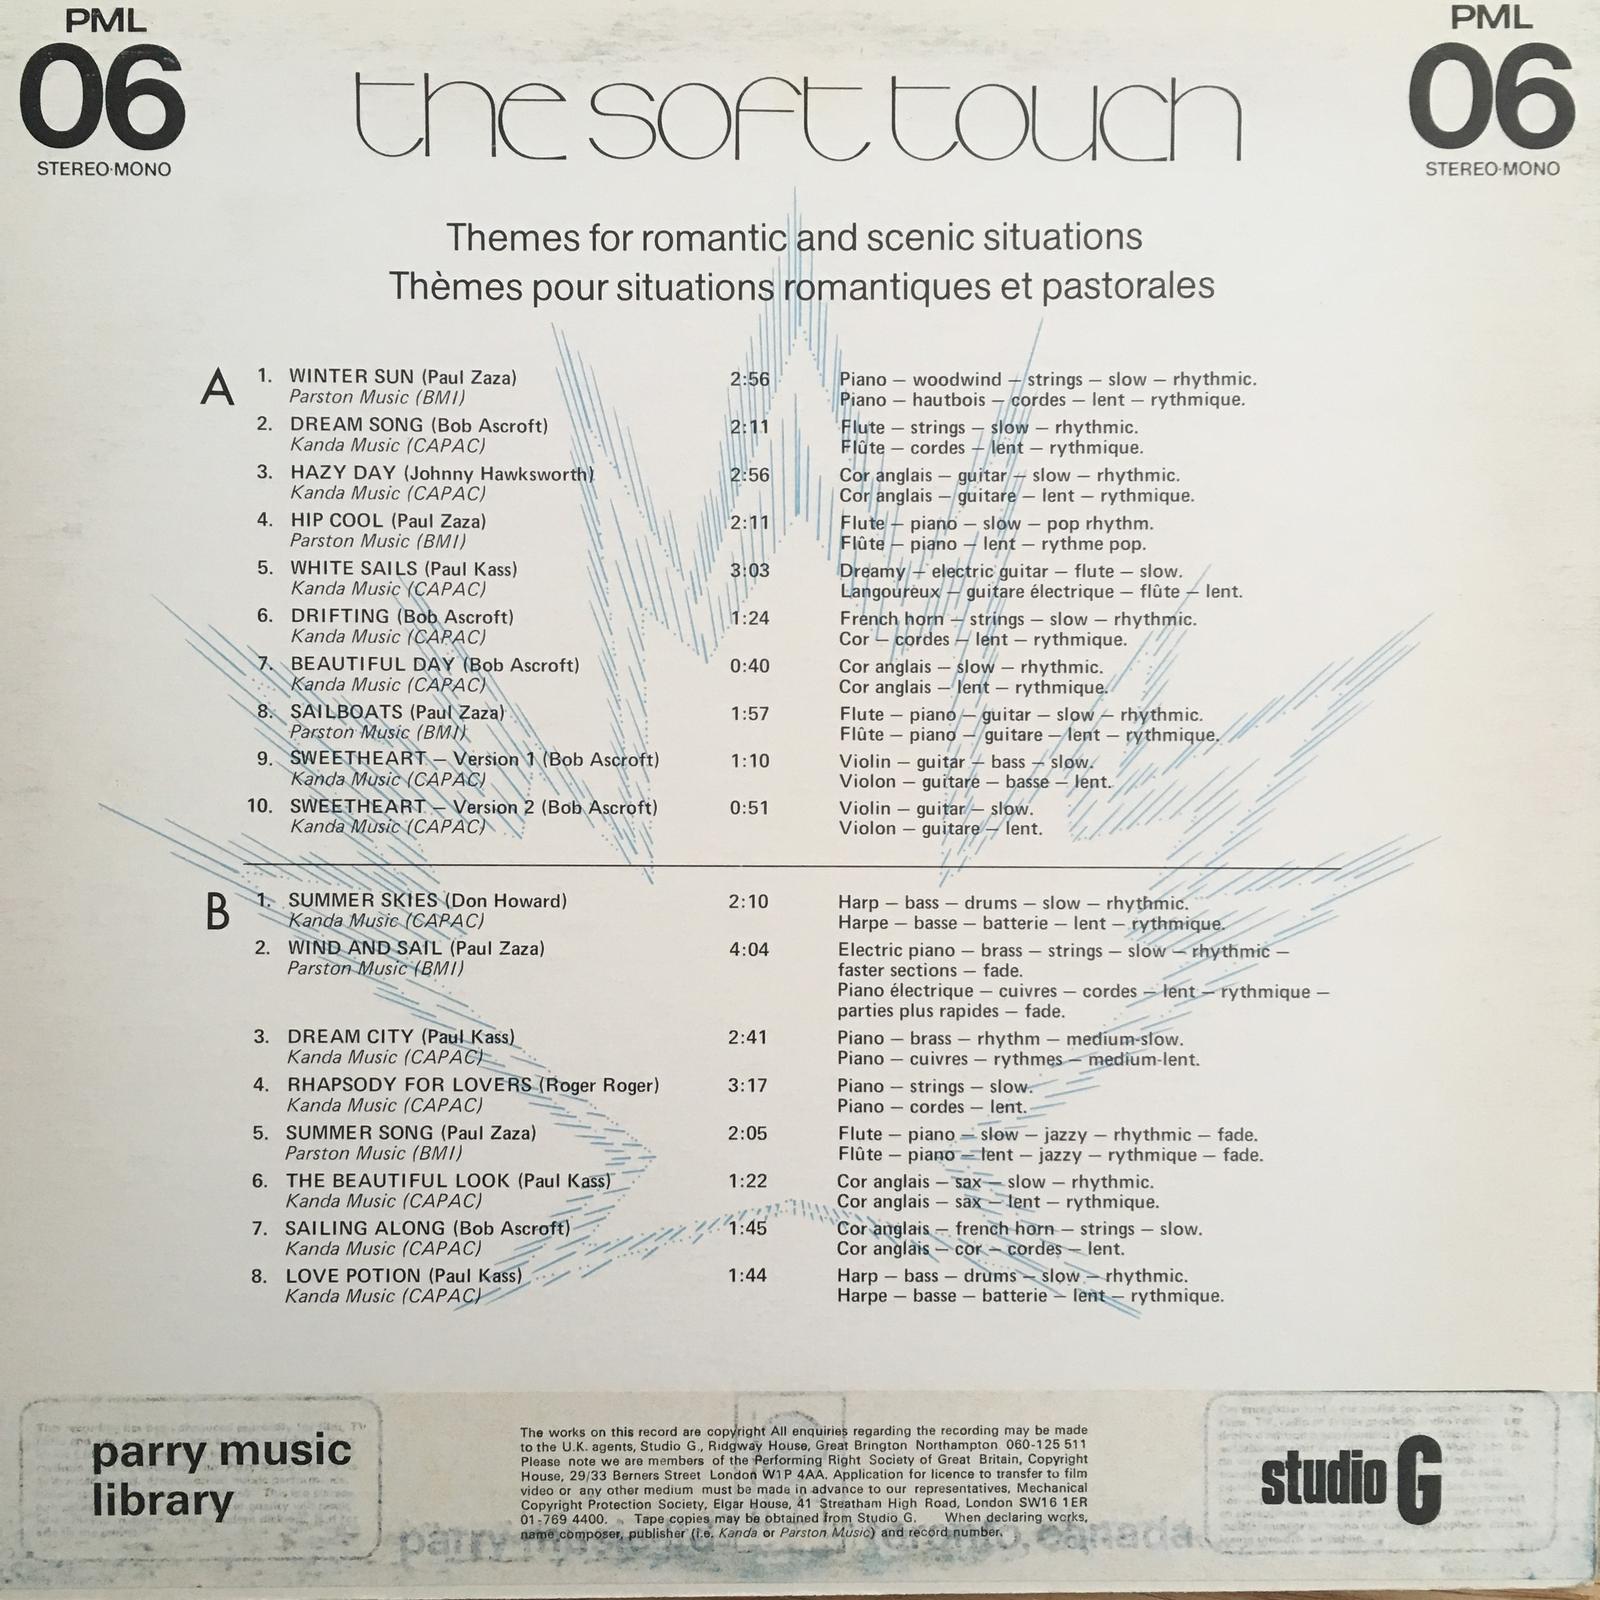 PML
06
STEREO·MONO
PML
06
STEREO·MONO
the soft touch
Themes for romantic and scenic situations
Thèmes pour situations romantiques et pastorales
A
1. WINTER SUN (Paul Zaza) 2:56 Piano – woodwind – strings – slow – rhythmic.
Parston Music (BMI) Piano – hautbois – cordes – lent – rythmique.
2. DREAM SONG (Bob Ascroft) 2:11 Flute – strings – slow – rhythmic.
Kanda Music (CAPAC) Flûte – cordes – lent – rythmique.
3. HAZY DAY (Johnny Hawksworth) 2:56 Cor anglais – guitar – slow – rhythmic.
Kanda Music (CAPAC) Cor anglais – guitare – lent – rythmique.
4. HIP COOL (Paul Zaza) 2:11 Flute – piano – slow – pop rhythm.
Parston Music (BMI) Flûte – piano – lent – rythme pop.
5. WHITE SAILS (Paul Kass) 3:03 Dreamy – electric guitar – flute – slow.
Kanda Music (CAPAC) Langoureux – guitare électrique – flûte – lent.
6. DRIFTING (Bob Ascroft) 1:24 French horn – strings – slow – rhythmic.
Kanda Music (CAPAC) Cor – cordes – lent – rythmique.
7. BEAUTIFUL DAY (Bob Ascroft) 0:40 Cor anglais – slow – rhythmic.
Kanda Music (CAPAC) Cor anglais – lent – rythmique.
8. SAILBOATS (Paul Zaza) 1:57 Flute – piano – guitar – slow – rhythmic.
Parston Music (BMI) Flûte – piano – guitare – lent – rythmique.
9. SWEETHEART – Version 1 (Bob Ascroft) 1:10 Violin – guitar – bass – slow.
Kanda Music (CAPAC) Violon – guitare – basse – lent.
10. SWEETHEART – Version 2 (Bob Ascroft) 0:51 Violin – guitar – slow.
Kanda Music (CAPAC) Violon – guitare – lent.
B
1. SUMMER SKIES (Don Howard) 2:10 Harp – bass – drums – slow – rhythmic.
Kanda Music (CAPAC) Harpe – basse – batterie – lent – rythmique.
2. WIND AND SAIL (Paul Zaza) 4:04 Electric piano – brass – strings – slow – rhythmic –
Parston Music (BMI) faster sections – fade.
Piano électrique – cuivres – cordes – lent – rythmique –
parties plus rapides – fade.
3. DREAM CITY (Paul Kass) 2:41 Piano – brass – rhythm – medium-slow.
Kanda Music (CAPAC) Piano – cuivres – rythmes – medium-lent.
4. RHAPSODY FOR LOVERS (Roger Roger) 3:17 Piano – strings – slow.
Kanda Music (CAPAC) Piano – cordes – lent.
5. SUMMER SONG (Paul Zaza) 2:05 Flute – piano – slow – jazzy – rhythmic – fade.
Parston Music (BMI) Flûte – piano – lent – jazzy – rythmique – fade.
6. THE BEAUTIFUL LOOK (Paul Kass) 1:22 Cor anglais – sax – slow – rhythmic.
Kanda Music (CAPAC) Cor anglais – sax – lent – rythmique.
7. SAILING ALONG (Bob Ascroft) 1:45 Cor anglais – french horn – strings – slow.
Kanda Music (CAPAC) Cor anglais – cor – cordes – lent.
8. LOVE POTION (Paul Kass) 1:44 Harp – bass – drums – slow – rhythmic.
Kanda Music (CAPAC) Harpe – basse – batterie – lent – rythmique.
parry music
library
The works on this record are copyright All enquiries regarding the recording may be made
to the U.K. agents, Studio G., Ridgway House, Great Brington Northampton 060-125 511
Please note we are members of the Performing Right Society of Great Britain, Copyright
House, 29/33 Berners Street London W1P 4AA. Application for licence to transfer to film
video or any other medium must be made in advance to our representatives, Mechanical
Copyright Protection Society, Elgar House, 41 Streatham High Road, London SW16 1ER
01-769 4400. Tape copies may be obtained from Studio G. When declaring works,
name composer, publisher (i.e. Kanda or Parston Music) and record number.
parry music toronto, canada
studio G